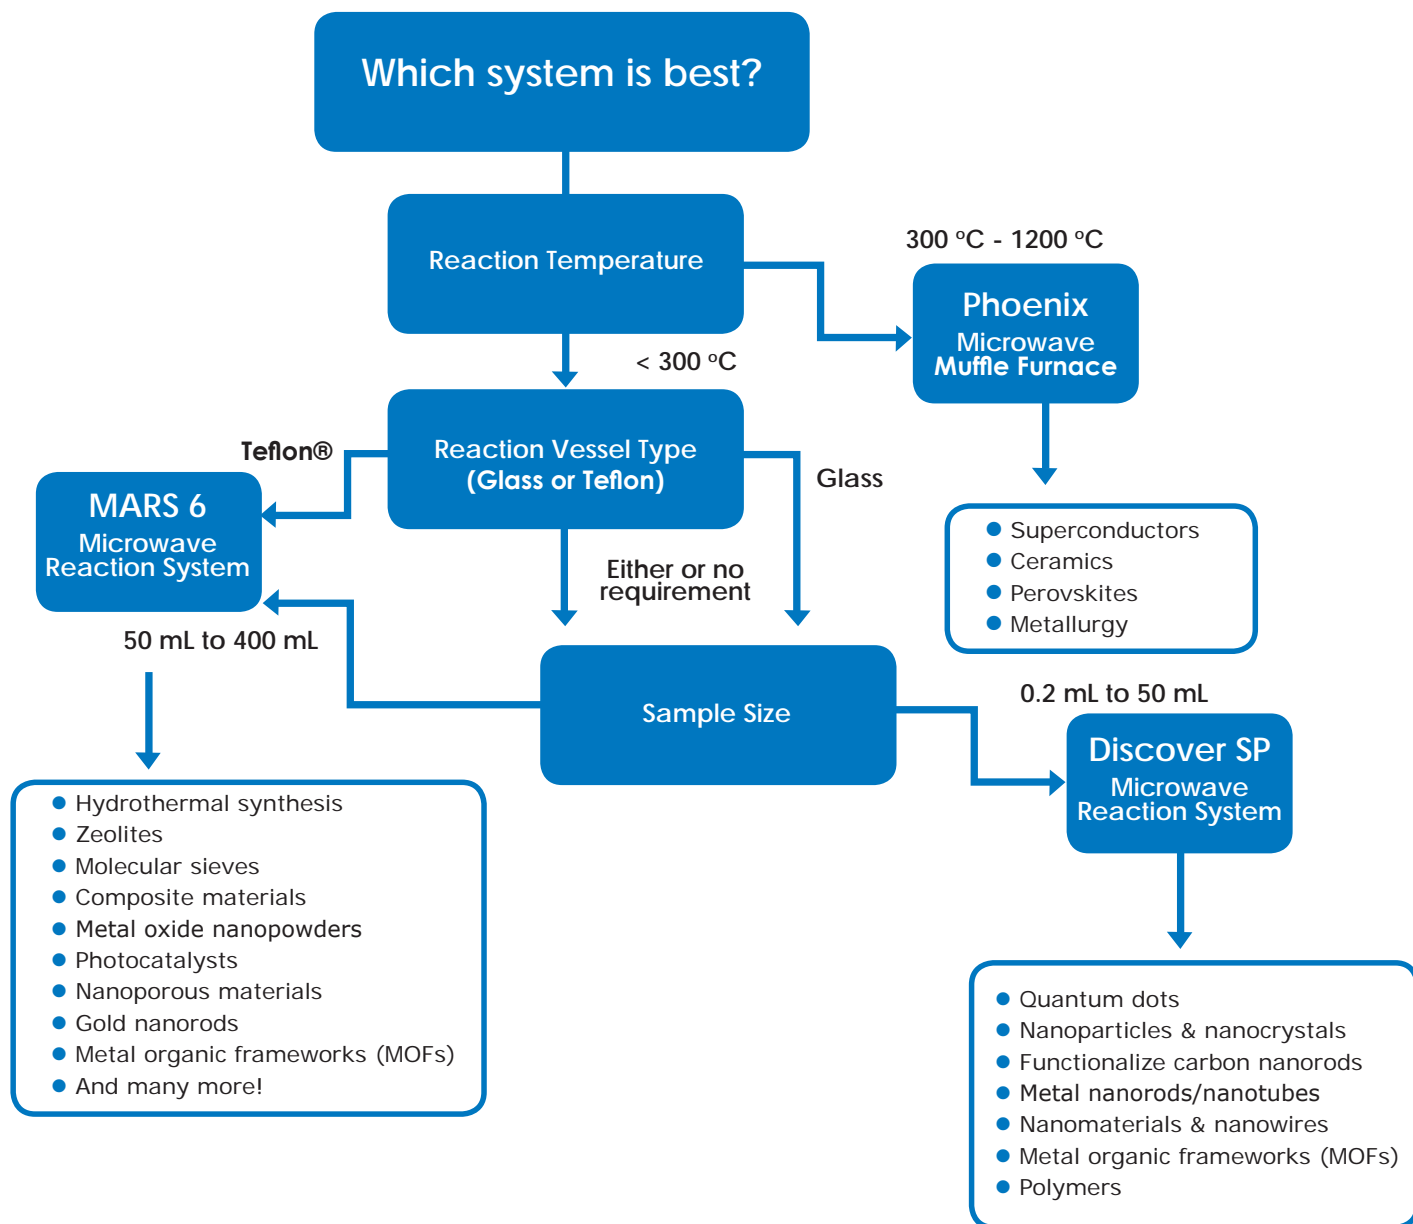 Which system is best?
Reaction Temperature
300 ºC - 1200 ºC
Phoenix
Microwave
Muffle Furnace
< 300 ºC
Teflon®
Reaction Vessel Type
(Glass or Teflon)
Glass
MARS 6
Microwave
Reaction System
Either or no
requirement
Superconductors
Ceramics
Perovskites
Metallurgy
50 mL to 400 mL
Sample Size
0.2 mL to 50 mL
Discover SP
Microwave
Reaction System
Hydrothermal synthesis
Zeolites
Molecular sieves
Composite materials
Metal oxide nanopowders
Photocatalysts
Nanoporous materials
Gold nanorods
Metal organic frameworks (MOFs)
And many more!
Quantum dots
Nanoparticles & nanocrystals
Functionalize carbon nanorods
Metal nanorods/nanotubes
Nanomaterials & nanowires
Metal organic frameworks (MOFs)
Polymers